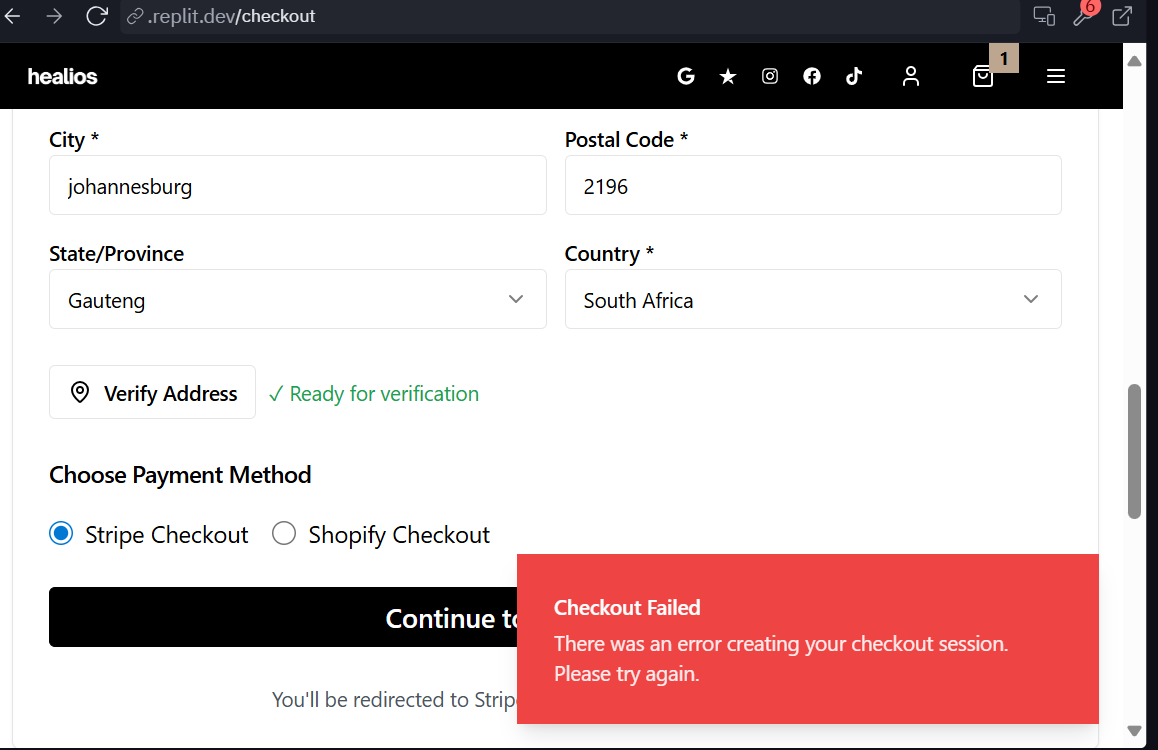 .replit.dev/checkout
6
healios
1
City *
Postal Code *
johannesburg
2196
State/Province
Country *
Gauteng
South Africa
Verify Address
✓ Ready for verification
Choose Payment Method
Stripe Checkout
Shopify Checkout
Continue to
Checkout Failed
There was an error creating your checkout session.
Please try again.
You'll be redirected to Strip